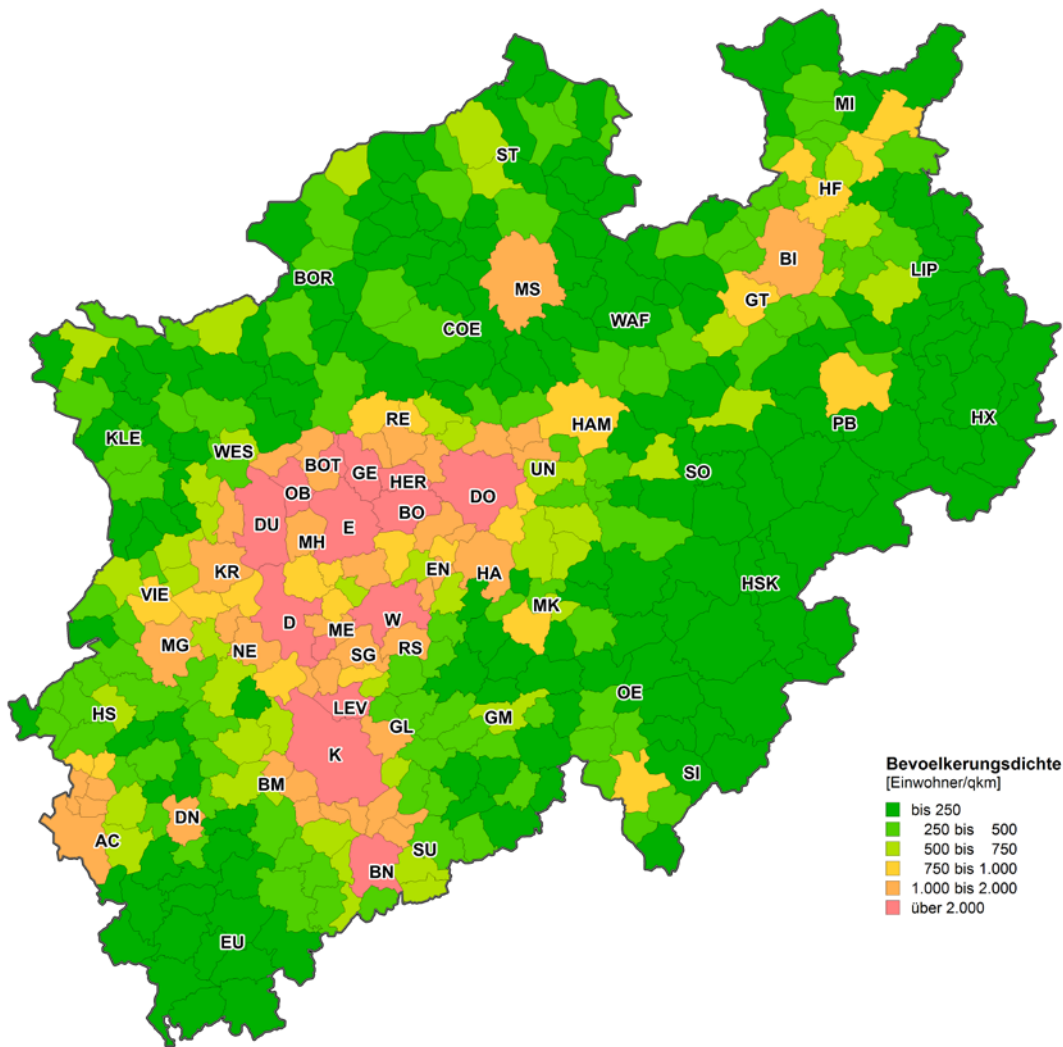 MI
ST
HF
BI
LIP
BOR
MS
GT
COE
WAF
RE
HAM
PB
HX
KLE
WES
BOT
GE
HER
UN
SO
OB
DO
DU
E
BO
MH
EN
HA
KR
HSK
VIE
MK
D
ME
W
MG
NE
SG
RS
OE
HS
LEV
GL
GM
K
SI
BM
DN
AC
SU
BN
EU
Bevoelkerungsdichte
[Einwohner/qkm]
bis 250
250 bis 500
500 bis 750
750 bis 1.000
1.000 bis 2.000
über 2.000